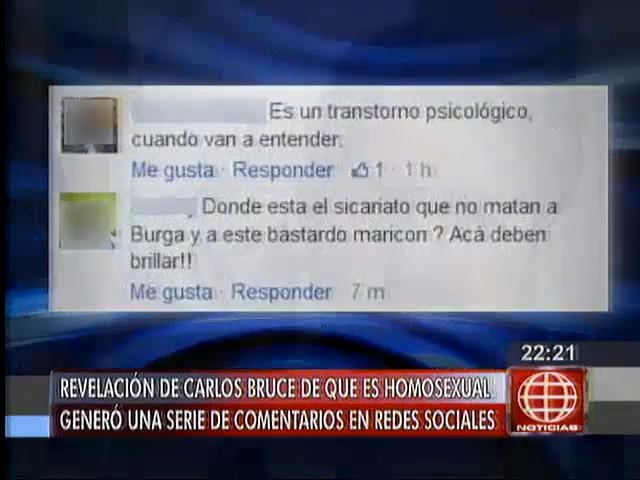 Es un transtorno psicológico,
cuando van a entender.
Me gusta · Responder · 1 · 1 h
Donde esta el sicariato que no matan a
Burga y a este bastardo maricon ? Acá deben
brillar!!
Me gusta · Responder · 7 m
22:21
REVELACIÓN DE CARLOS BRUCE DE QUE ES HOMOSEXUAL
GENERÓ UNA SERIE DE COMENTARIOS EN REDES SOCIALES
NOTICIAS